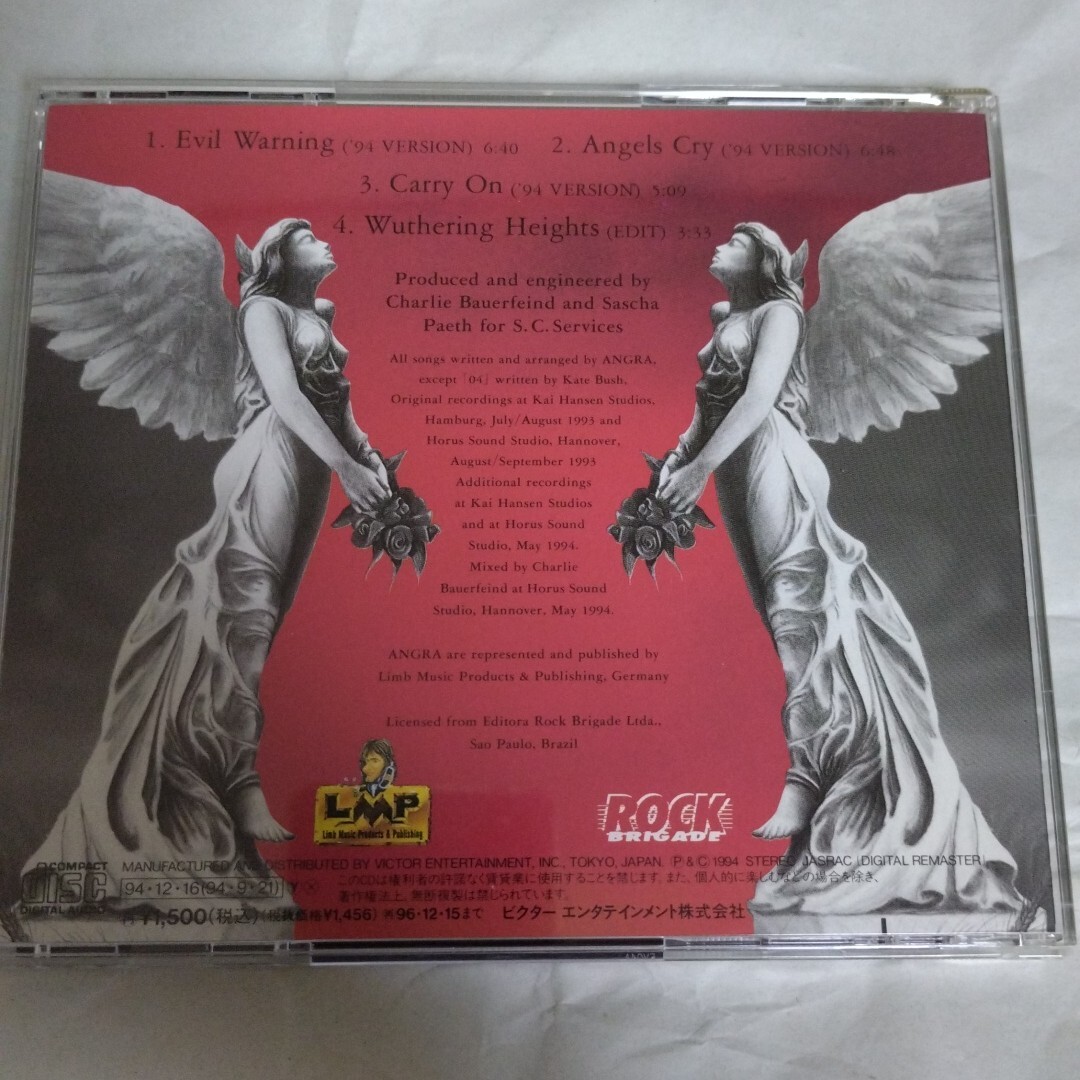 1. Evil Warning ('94 VERSION) 6:40 2. Angels Cry ('94 VERSION) 6:48
3. Carry On ('94 VERSION) 5:09
4. Wuthering Heights (EDIT) 3:33
Produced and engineered by
Charlie Bauerfeind and Sascha
Paeth for S.C.Services
All songs written and arranged by ANGRA,
except「04」written by Kate Bush,
Original recordings at Kai Hansen Studios,
Hamburg, July/August 1993 and
Horus Sound Studio, Hannover,
August/September 1993
Additional recordings
at Kai Hansen Studios
and at Horus Sound
Studio, May 1994.
Mixed by Charlie
Bauerfeind at Horus Sound
Studio, Hannover, May 1994.
ANGRA are represented and published by
Limb Music Products & Publishing, Germany
Licensed from Editora Rock Brigade Ltda.,
Sao Paulo, Brazil
LMP
Limb Music Products & Publishing
ROCK
BRIGADE
COMPACT
disc
DIGITAL AUDIO
MANUFACTURED AND DISTRIBUTED BY VICTOR ENTERTAINMENT, INC., TOKYO, JAPAN. Ⓟ&© 1994 STEREO JASRAC [DIGITAL REMASTER]
94・12・16(94・9・21) V
このCDは権利者の許諾なく賃貸業に使用することを禁じます。また、個人的に楽しむなどの場合を除き、
著作権法上、無断複製は禁じられています。
¥1,500(税込)(税抜価格¥1,456) 96・12・15まで ビクター エンタテインメント株式会社